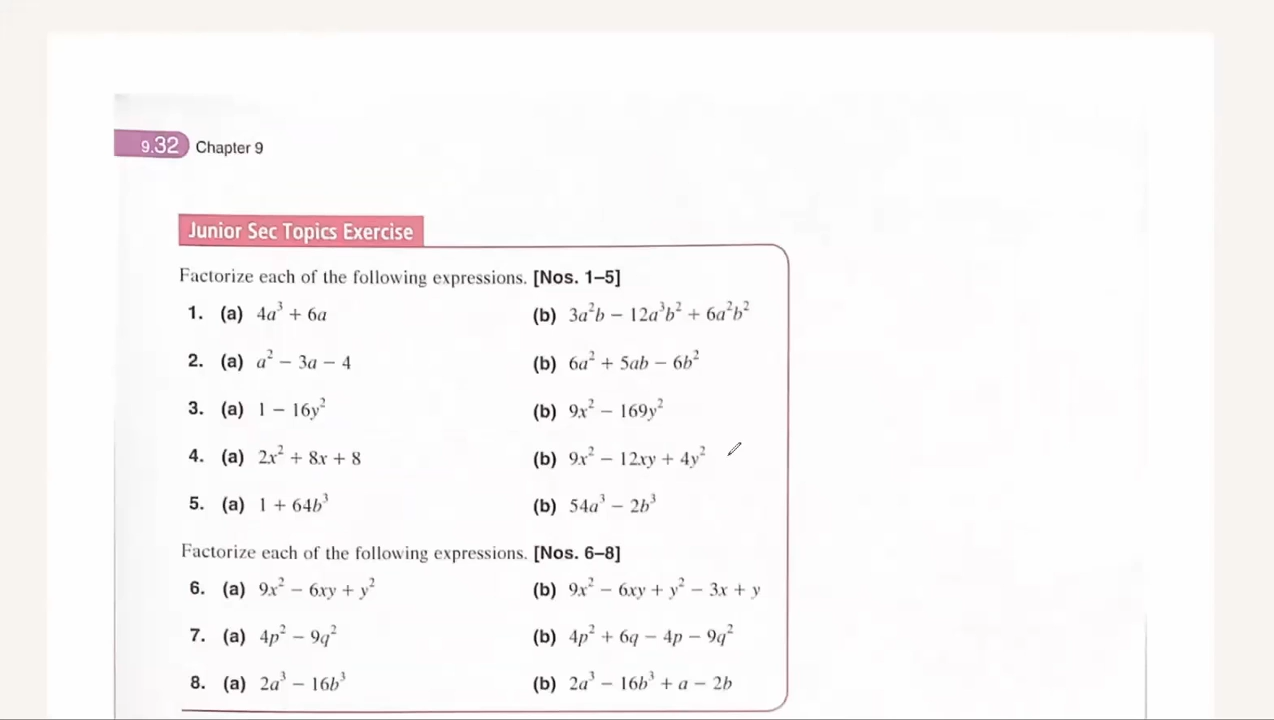 9.32 Chapter 9
Junior Sec Topics Exercise
Factorize each of the following expressions. [Nos. 1–5]
1. (a) 4a³ + 6a (b) 3a²b − 12a³b² + 6a²b²
2. (a) a² − 3a − 4 (b) 6a² + 5ab − 6b²
3. (a) 1 − 16y² (b) 9x² − 169y²
4. (a) 2x² + 8x + 8 (b) 9x² − 12xy + 4y²
5. (a) 1 + 64b³ (b) 54a³ − 2b³
Factorize each of the following expressions. [Nos. 6–8]
6. (a) 9x² − 6xy + y² (b) 9x² − 6xy + y² − 3x + y
7. (a) 4p² − 9q² (b) 4p² + 6q − 4p − 9q²
8. (a) 2a³ − 16b³ (b) 2a³ − 16b³ + a − 2b